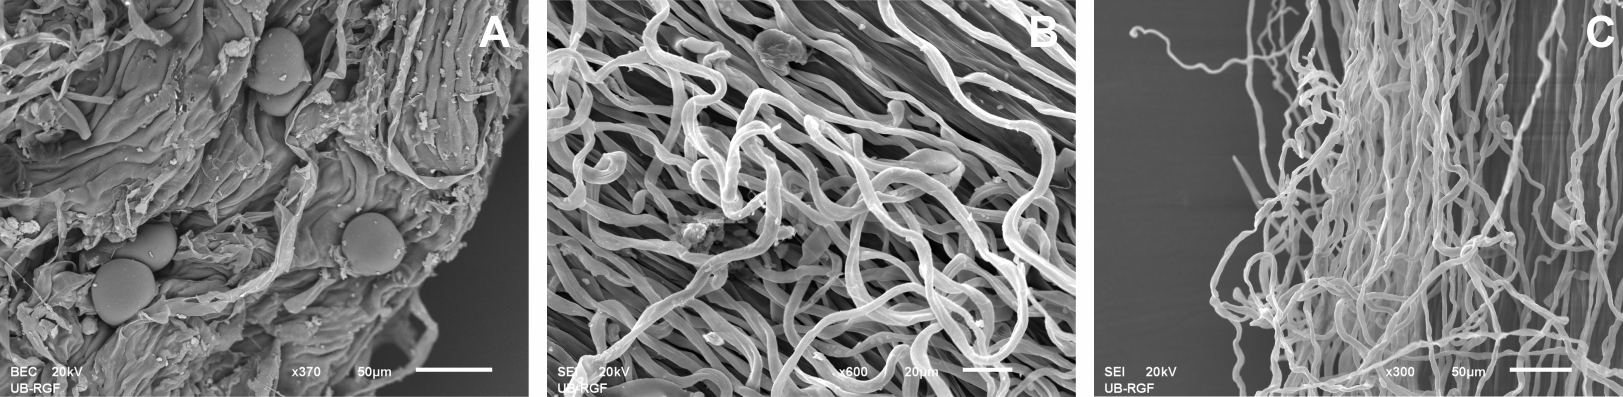 A
BEC 20kV x370 50µm
UB-RGF
B
SEI 20kV x600 20µm
UB-RGF
C
SEI 20kV x300 50µm
UB-RGF